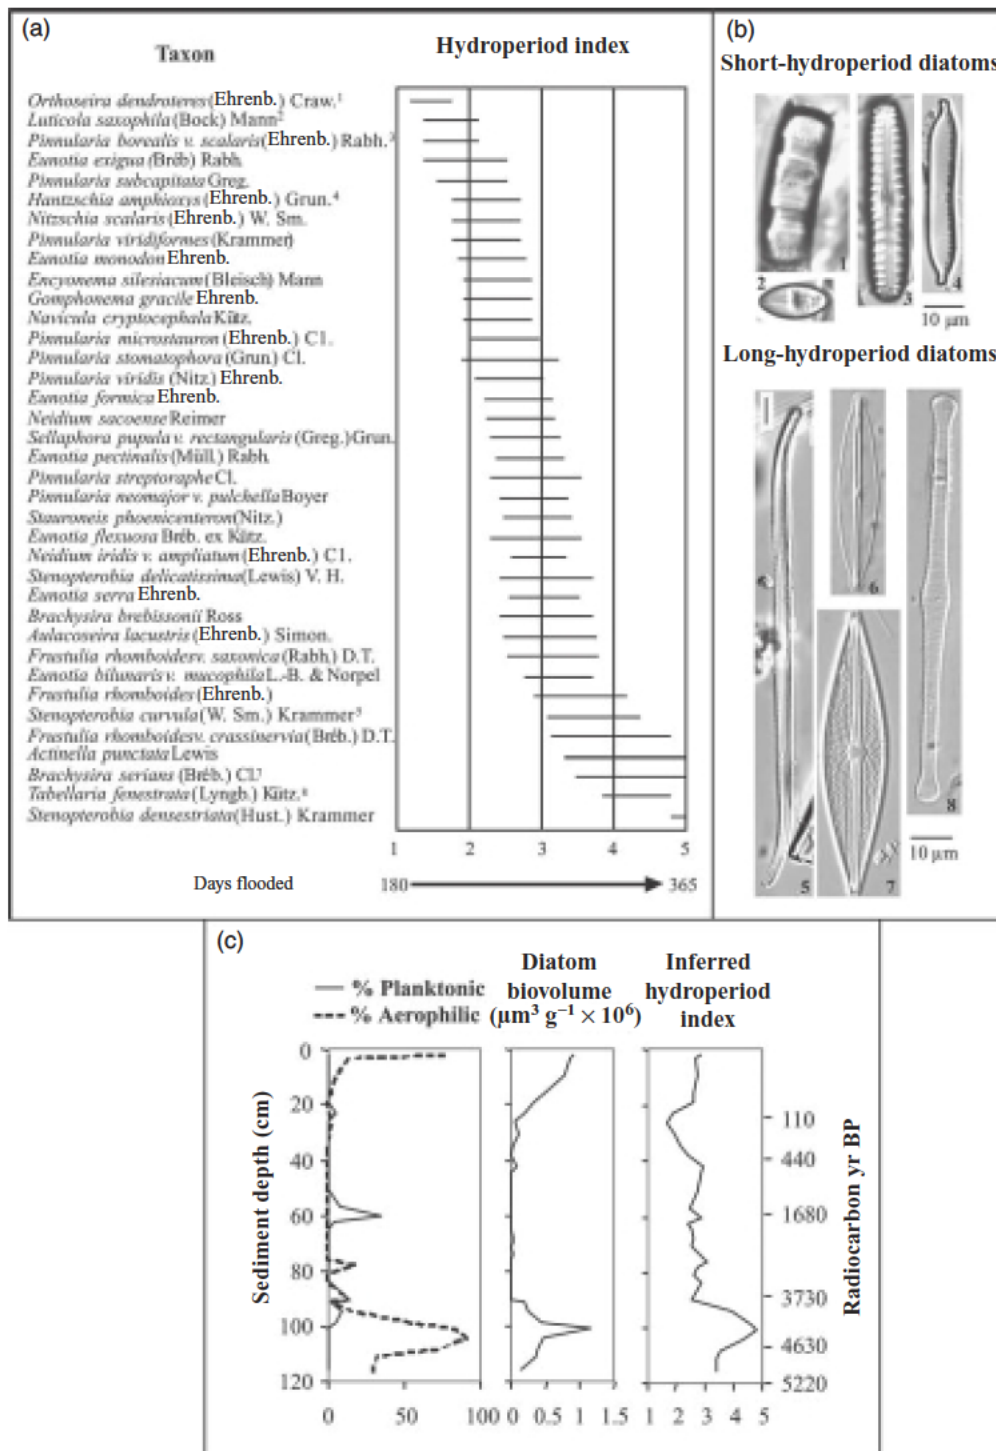 (a)
Taxon
Hydroperiod index
Orthoseira dendroteres (Ehrenb.) Craw.1
Luticola saxophila (Bock) Mann2
Pinnularia borealis v. scalaris (Ehrenb.) Rabh.3
Eunotia exigua (Bréb) Rabh.
Pinnularia subcapitata Greg.
Hantzschia amphioxys (Ehrenb.) Grun.4
Nitzschia scalaris (Ehrenb.) W. Sm.
Pinnularia viridiformes (Krammer)
Eunotia monodon Ehrenb.
Encyonema silesiacum (Bleisch) Mann
Gomphonema gracile Ehrenb.
Navicula cryptocephala Kütz.
Pinnularia microstauron (Ehrenb.) C1.
Pinnularia stomatophora (Grun.) Cl.
Pinnularia viridis (Nitz.) Ehrenb.
Eunotia formica Ehrenb.
Neidium sacoense Reimer
Sellaphora pupula v. rectangularis (Greg.) Grun.
Eunotia pectinalis (Müll.) Rabh.
Pinnularia streptoraphe Cl.
Pinnularia neomajor v. pulchella Boyer
Stauroneis phoenicenteron (Nitz.)
Eunotia flexuosa Bréb. ex Kütz.
Neidium iridis v. ampliatum (Ehrenb.) C1.
Stenopterobia delicatissima (Lewis) V. H.
Eunotia serra Ehrenb.
Brachysira brebissonii Ross
Aulacoseira lacustris (Ehrenb.) Simon.
Frustulia rhomboides v. saxonica (Rabh.) D.T.
Eunotia bilunaris v. mucophila L.-B. & Norpel
Frustulia rhomboides (Ehrenb.)
Stenopterobia curvula (W. Sm.) Krammer5
Frustulia rhomboides v. crassinervia (Bréb.) D.T.
Actinella punctata Lewis
Brachysira serians (Bréb.) Cl.
Tabellaria fenestrata (Lyngb.) Kütz.
Stenopterobia densestriata (Hust.) Krammer
1 2 3 4 5
Days flooded 180 365
(b)
Short-hydroperiod diatoms
1
2
3
4
10 μm
Long-hydroperiod diatoms
5
6
7
8
10 μm
(c)
% Planktonic
% Aerophilic
Diatom
biovolume
(μm³ g⁻¹ × 10⁶)
Inferred
hydroperiod
index
Sediment depth (cm)
0
20
40
60
80
100
120
0 50 100
0 0.5 1 1.5
1 2 3 4 5
110
440
1680
3730
4630
5220
Radiocarbon yr BP